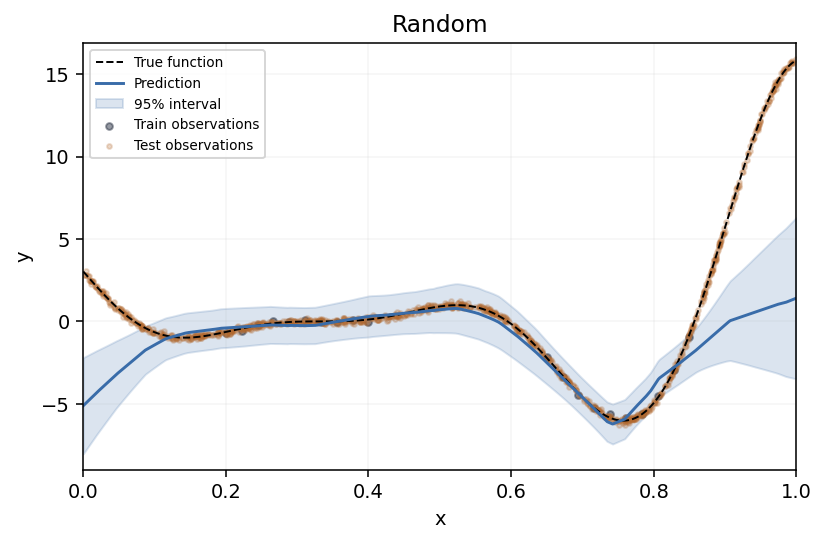 Random
True function
Prediction
95% interval
Train observations
Test observations
15
10
5
0
−5
y
0.0 0.2 0.4 0.6 0.8 1.0
x